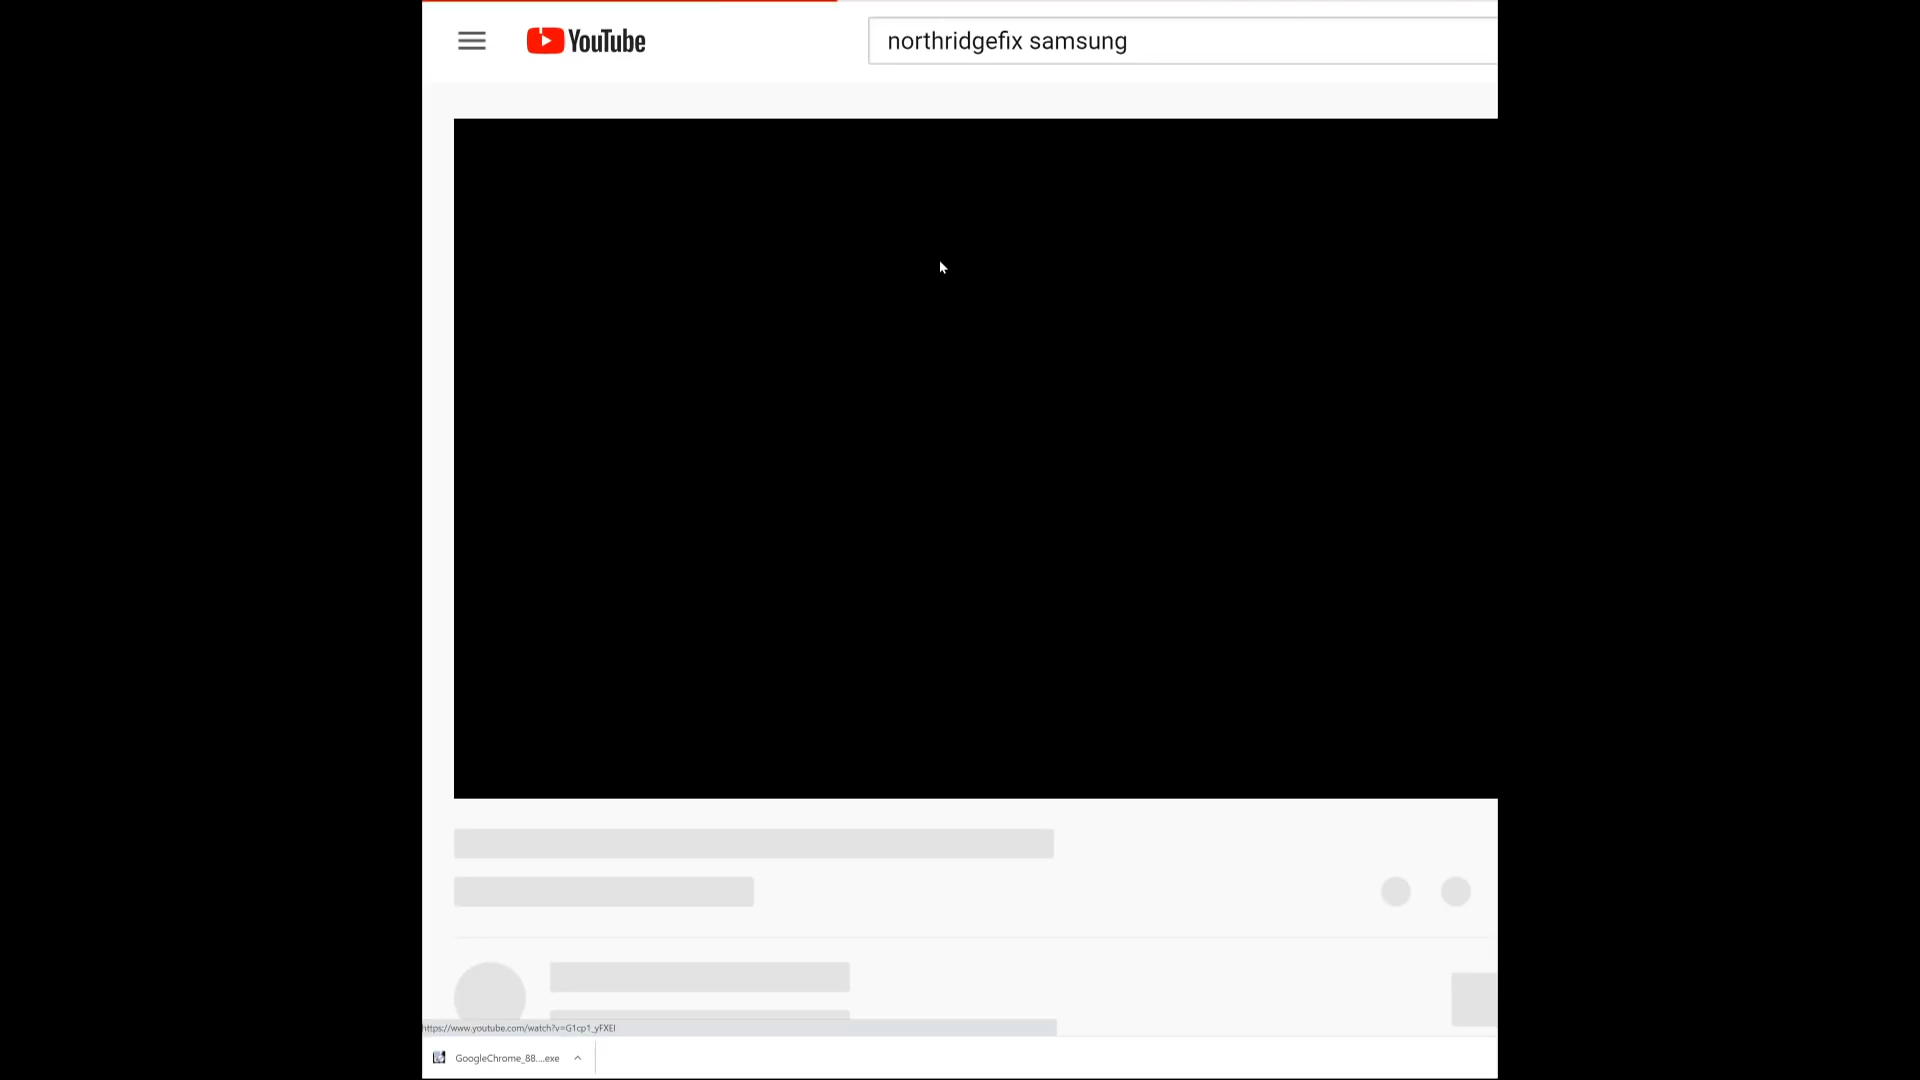 YouTube
northridgefix samsung
https://www.youtube.com/watch?v=G1cp1_yFXEI
GoogleChrome_88....exe